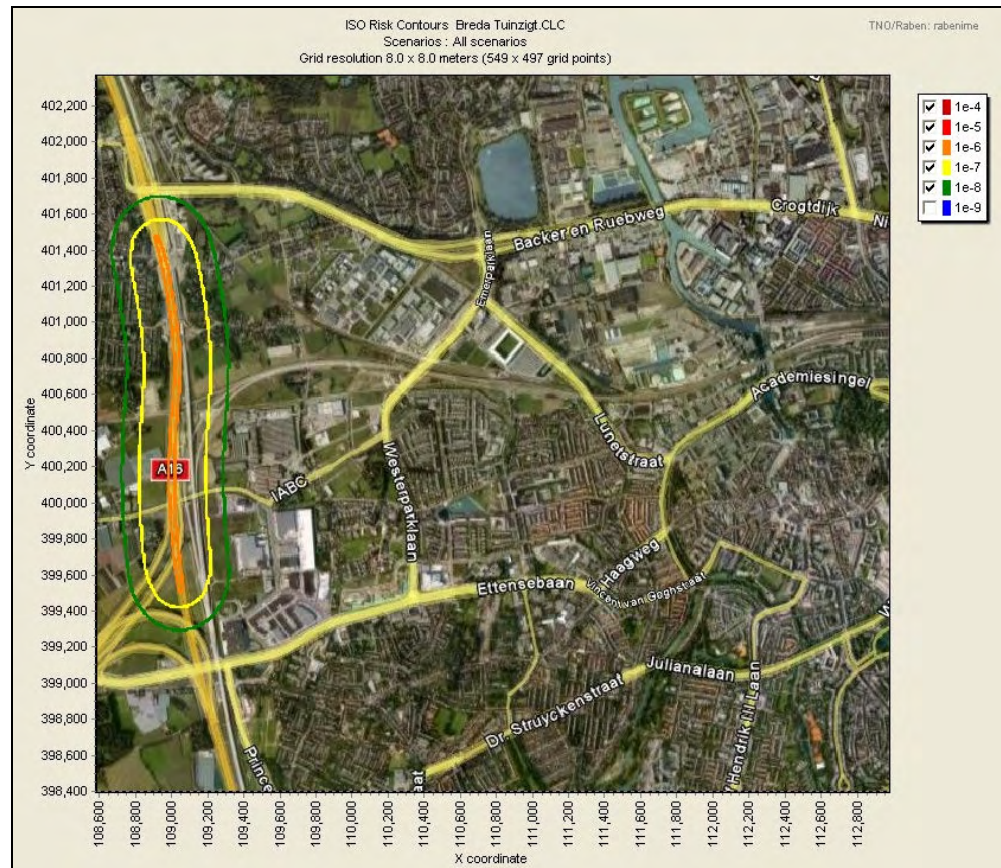 ISO Risk Contours Breda Tuinzigt.CLC
TNO/Raben: rabenime
Scenarios : All scenarios
Grid resolution 8.0 x 8.0 meters (549 x 497 grid points)
1e-4
1e-5
1e-6
1e-7
1e-8
1e-9
402,200
402,000
401,800
401,600
401,400
401,200
401,000
400,800
400,600
400,400
400,200
400,000
399,800
399,600
399,400
399,200
399,000
398,800
398,600
398,400
Y coordinate
Crogtdijk
Backer en Ruebweg
Emerparklaan
Academiesingel
Lunetstraat
A16
IABC
Westerparklaan
Haagweg
Ettensebaan
Vincent van Goghstraat
Julianalaan
Dr. Struyckenstraat
Hendrik III Laan
Prince
aat
108,600
108,800
109,000
109,200
109,400
109,600
109,800
110,000
110,200
110,400
110,600
110,800
111,000
111,200
111,400
111,600
111,800
112,000
112,200
112,400
112,600
112,800
X coordinate